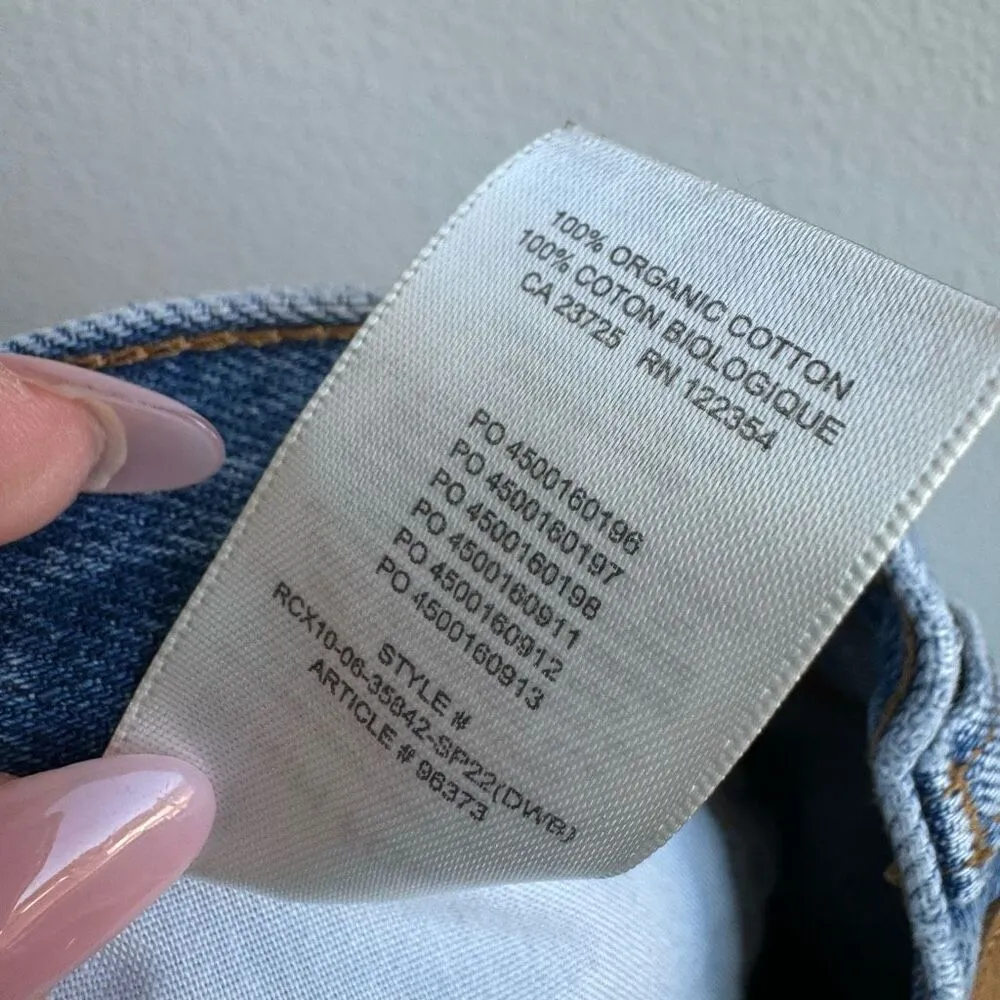 100% ORGANIC COTTON
100% COTON BIOLOGIQUE
CA 23725 RN 122354
PO 4500160196
PO 4500160197
PO 4500160198
PO 4500160911
PO 4500160912
PO 4500160913
STYLE #
RCX10-06-35842-SP22(DWB)
ARTICLE # 96373